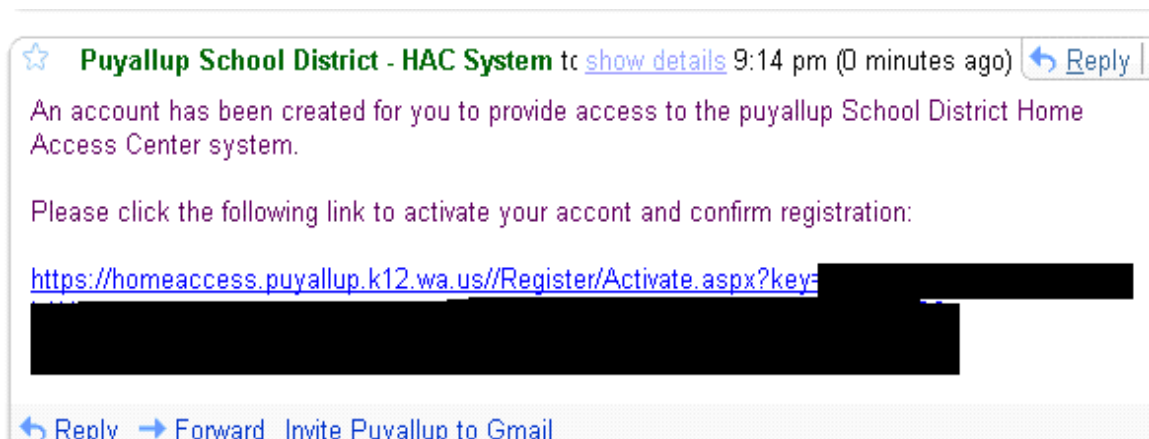 Puyallup School District - HAC System to show details 9:14 pm (0 minutes ago) Reply
An account has been created for you to provide access to the puyallup School District Home
Access Center system.
Please click the following link to activate your accont and confirm registration:
https://homeaccess.puyallup.k12.wa.us//Register/Activate.aspx?key=
Reply Forward Invite Puyallup to Gmail